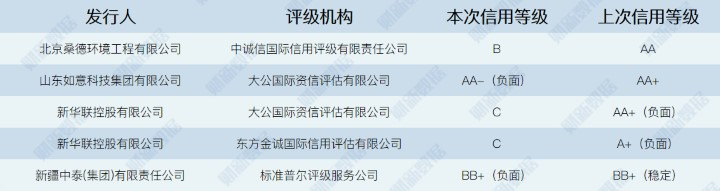 发行人 评级机构 本次信用等级 上次信用等级
北京桑德环境工程有限公司 中诚信国际信用评级有限责任公司 B AA
山东如意科技集团有限公司 大公国际资信评估有限公司 AA-（负面） AA+
新华联控股有限公司 大公国际资信评估有限公司 C AA+（负面）
新华联控股有限公司 东方金诚国际信用评估有限公司 C A+（负面）
新疆中泰(集团)有限责任公司 标准普尔评级服务公司 BB+（负面） BB+（稳定）